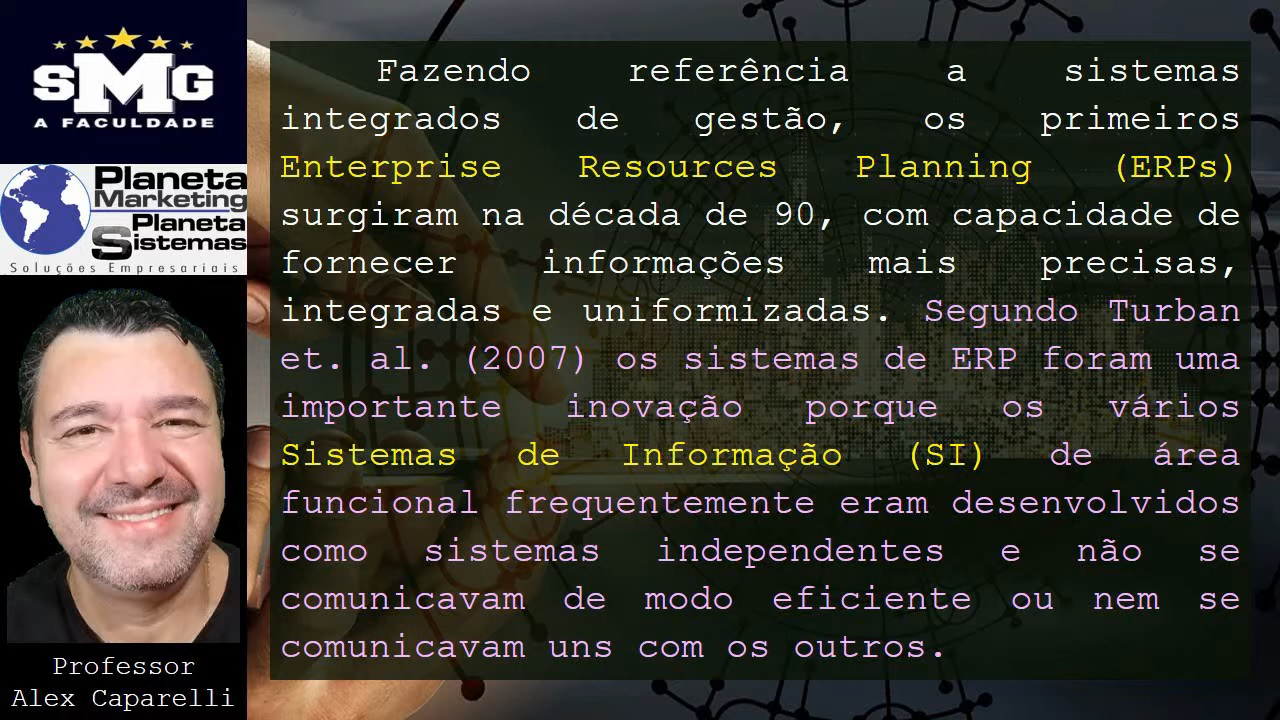 SMG
A FACULDADE
Planeta
Marketing
Planeta
Sistemas
Soluções Empresariais
Professor
Alex Caparelli
Fazendo referência a sistemas
integrados de gestão, os primeiros
Enterprise Resources Planning (ERPs)
surgiram na década de 90, com capacidade de
fornecer informações mais precisas,
integradas e uniformizadas. Segundo Turban
et. al. (2007) os sistemas de ERP foram uma
importante inovação porque os vários
Sistemas de Informação (SI) de área
funcional frequentemente eram desenvolvidos
como sistemas independentes e não se
comunicavam de modo eficiente ou nem se
comunicavam uns com os outros.